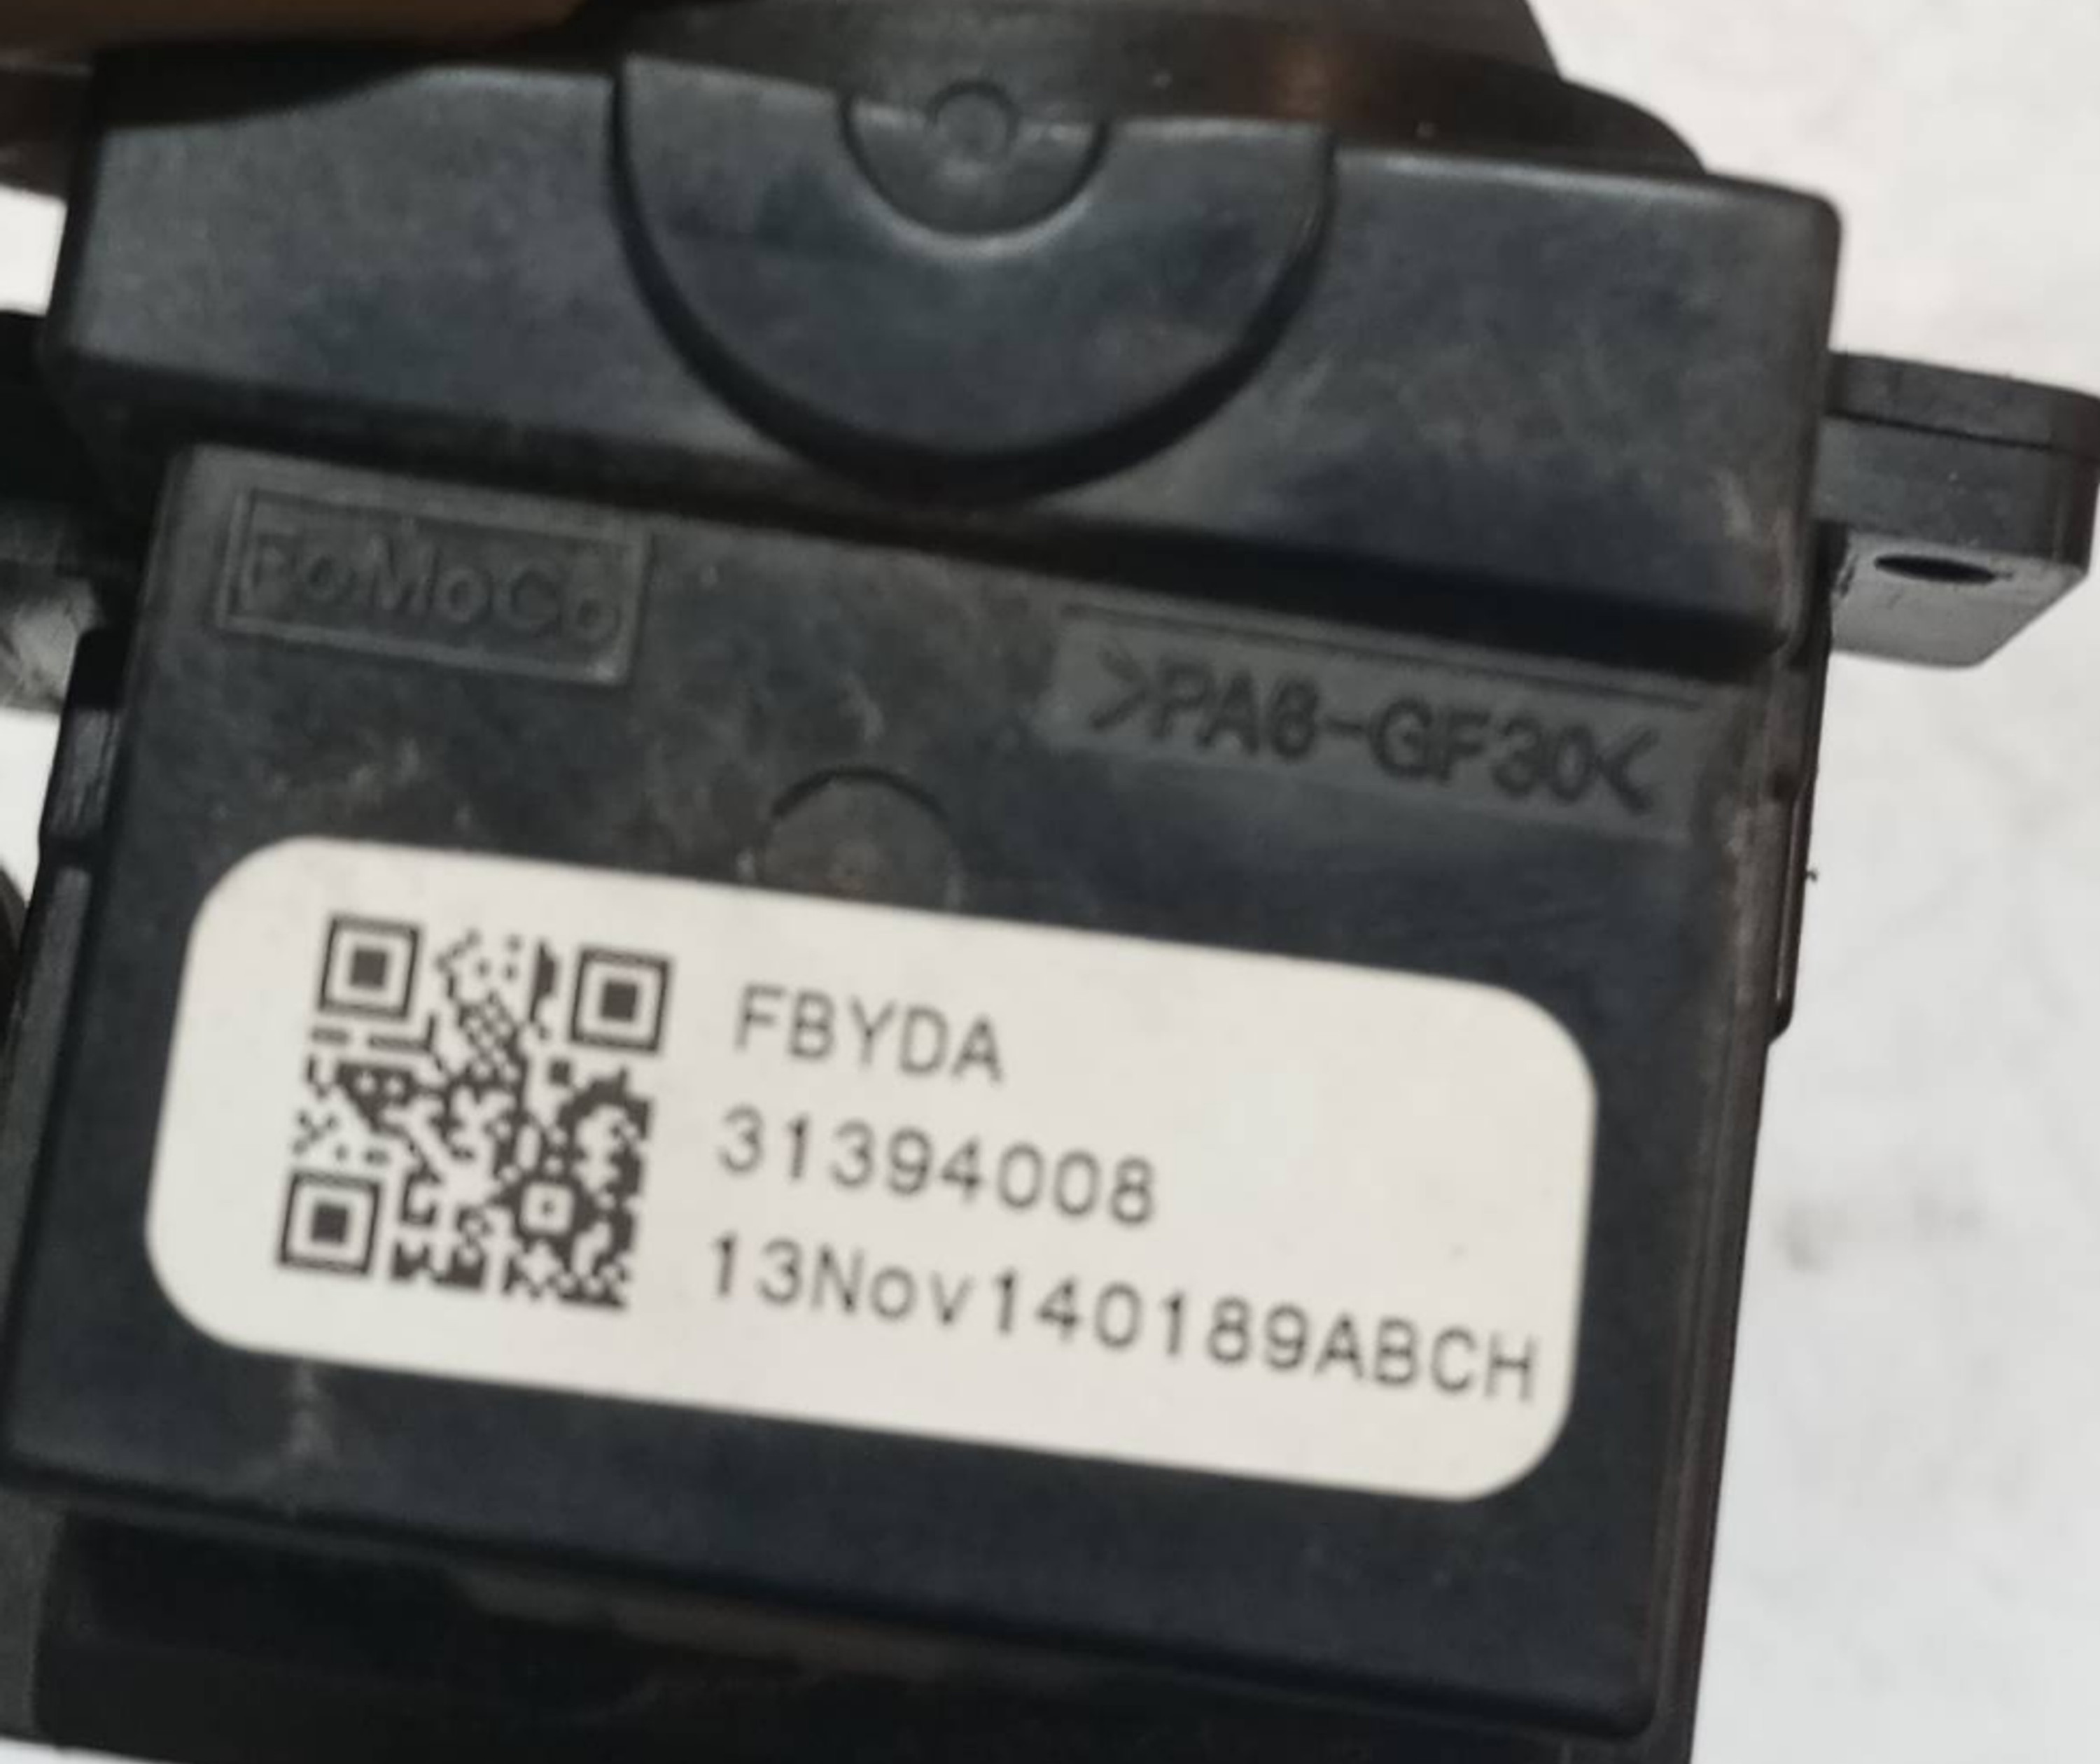 FoMoCo
>PA6-GF30<
FBYDA
31394008
13Nov140189ABCH